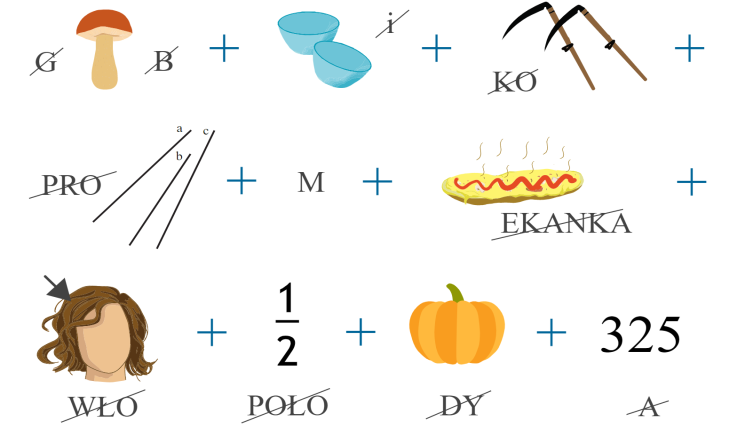 G B + i + KO +
PRO a b c + M + EKANKA +
1
2
+ + + 325
WŁO POŁO DY A